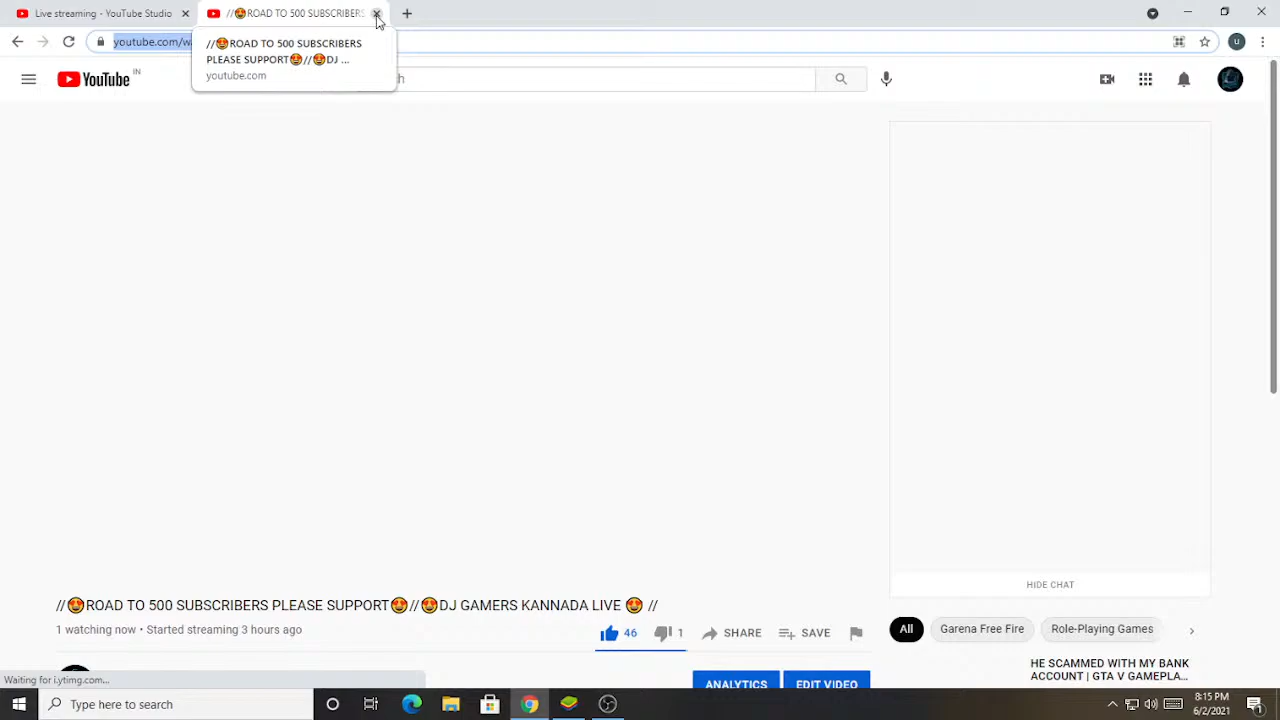 Live streaming - YouTube Studio
//😍ROAD TO 500 SUBSCRIBERS
youtube.com/w
//😍ROAD TO 500 SUBSCRIBERS
PLEASE SUPPORT😍//😍DJ ...
youtube.com
u
YouTube IN
HIDE CHAT
//😍ROAD TO 500 SUBSCRIBERS PLEASE SUPPORT😍//😍DJ GAMERS KANNADA LIVE 😍 //
1 watching now • Started streaming 3 hours ago
46
1
SHARE
SAVE
All
Garena Free Fire
Role-Playing Games
HE SCAMMED WITH MY BANK
ACCOUNT | GTA V GAMEPLA...
Waiting for i.ytimg.com...
ANALYTICS
EDIT VIDEO
Type here to search
8:15 PM
6/2/2021
1